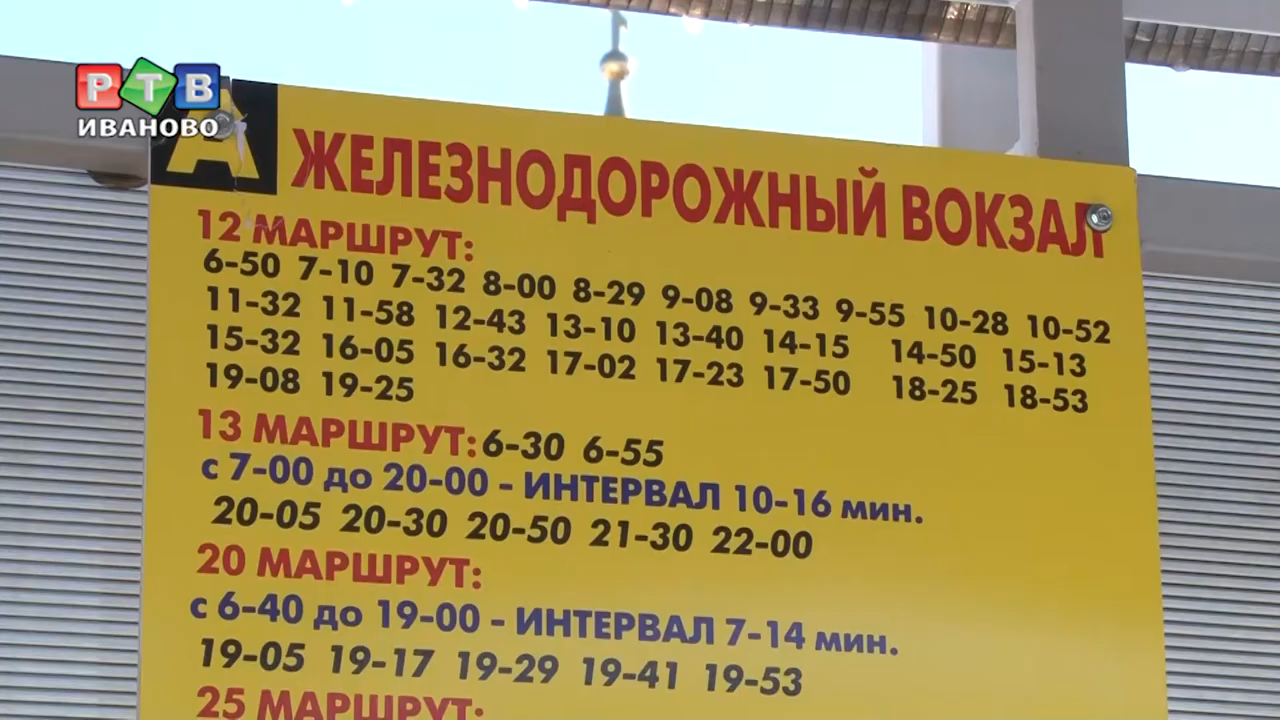 РТВ
ИВАНОВО
А
ЖЕЛЕЗНОДОРОЖНЫЙ ВОКЗАЛ
12 МАРШРУТ:
6-50 7-10 7-32 8-00 8-29 9-08 9-33 9-55 10-28 10-52
11-32 11-58 12-43 13-10 13-40 14-15 14-50 15-13
15-32 16-05 16-32 17-02 17-23 17-50 18-25 18-53
19-08 19-25
13 МАРШРУТ: 6-30 6-55
с 7-00 до 20-00 - ИНТЕРВАЛ 10-16 мин.
20-05 20-30 20-50 21-30 22-00
20 МАРШРУТ:
с 6-40 до 19-00 - ИНТЕРВАЛ 7-14 мин.
19-05 19-17 19-29 19-41 19-53
25 МАРШРУТ: